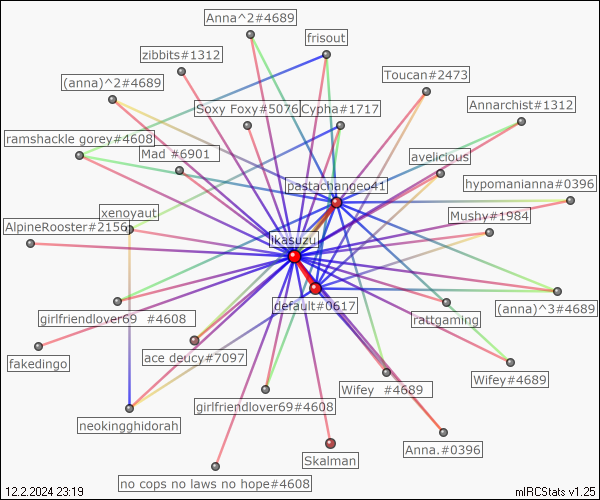 Anna^2#4689
frisout
zibbits#1312
Toucan#2473
(anna)^2#4689
Soxy Foxy#5076
Cypha#1717
Annarchist#1312
ramshackle gorey#4608
Mad #6901
avelicious
pastachangeo41
hypomanianna#0396
xenoyaut
Mushy#1984
AlpineRooster#2156
Ikasuzu
default#0617
(anna)^3#4689
girlfriendlover69 #4608
rattgaming
fakedingo
ace deucy#7097
Wifey #4689
Wifey#4689
girlfriendlover69#4608
neokingghidorah
Anna.#0396
Skalman
no cops no laws no hope#4608
12.2.2024 23:19
mIRCStats v1.25